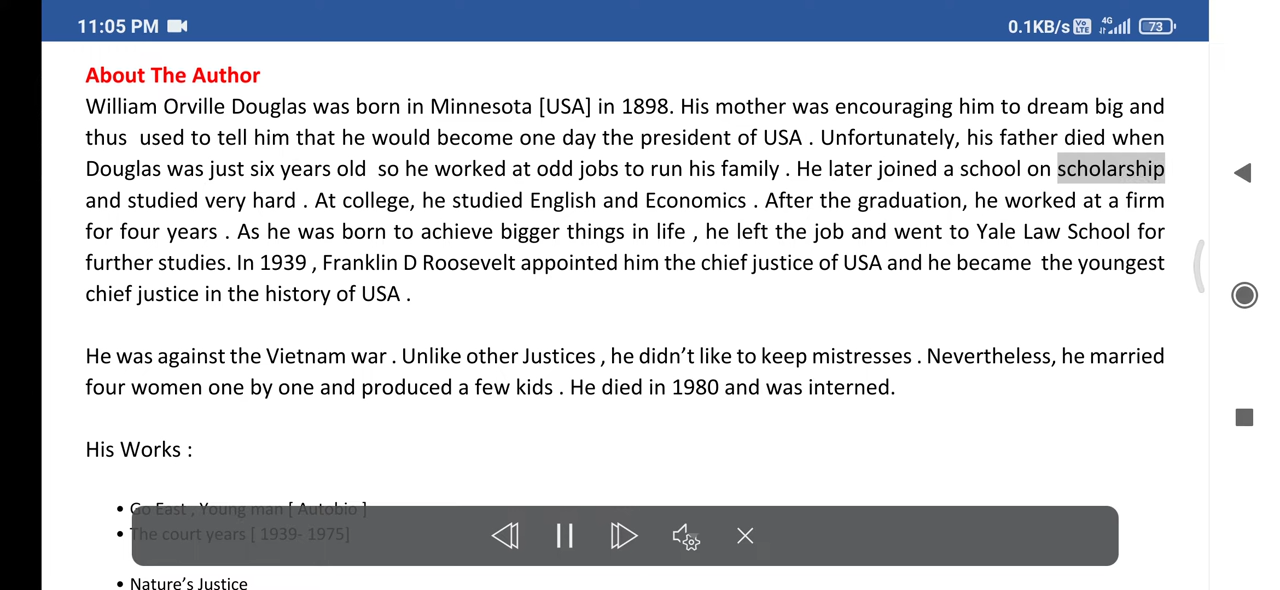 11:05 PM
0.1KB/s Vo LTE 4G 73
About The Author
William Orville Douglas was born in Minnesota [USA] in 1898. His mother was encouraging him to dream big and
thus used to tell him that he would become one day the president of USA . Unfortunately, his father died when
Douglas was just six years old so he worked at odd jobs to run his family . He later joined a school on scholarship
and studied very hard . At college, he studied English and Economics . After the graduation, he worked at a firm
for four years . As he was born to achieve bigger things in life , he left the job and went to Yale Law School for
further studies. In 1939 , Franklin D Roosevelt appointed him the chief justice of USA and he became the youngest
chief justice in the history of USA .
He was against the Vietnam war . Unlike other Justices , he didn't like to keep mistresses . Nevertheless, he married
four women one by one and produced a few kids . He died in 1980 and was interned.
His Works :
• Go East , Young man [ Autobio ]
• The court years [ 1939- 1975]
• Nature's Justice